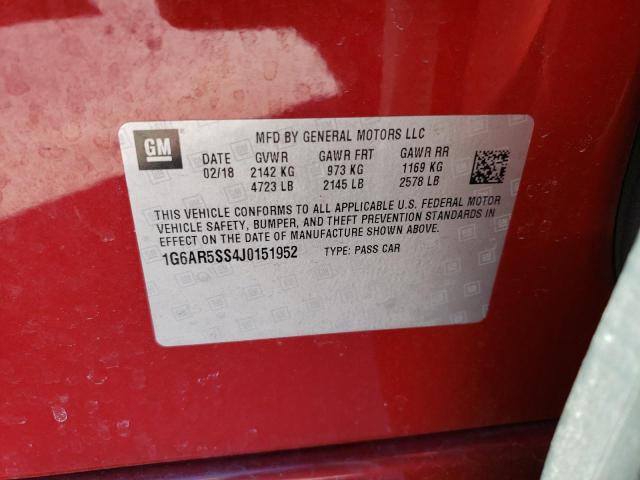 GM
MFD BY GENERAL MOTORS LLC
DATE GVWR GAWR FRT GAWR RR
02/18 2142 KG 973 KG 1169 KG
4723 LB 2145 LB 2578 LB
THIS VEHICLE CONFORMS TO ALL APPLICABLE U.S. FEDERAL MOTOR
VEHICLE SAFETY, BUMPER, AND THEFT PREVENTION STANDARDS IN
EFFECT ON THE DATE OF MANUFACTURE SHOWN ABOVE.
1G6AR5SS4J0151952 TYPE: PASS CAR